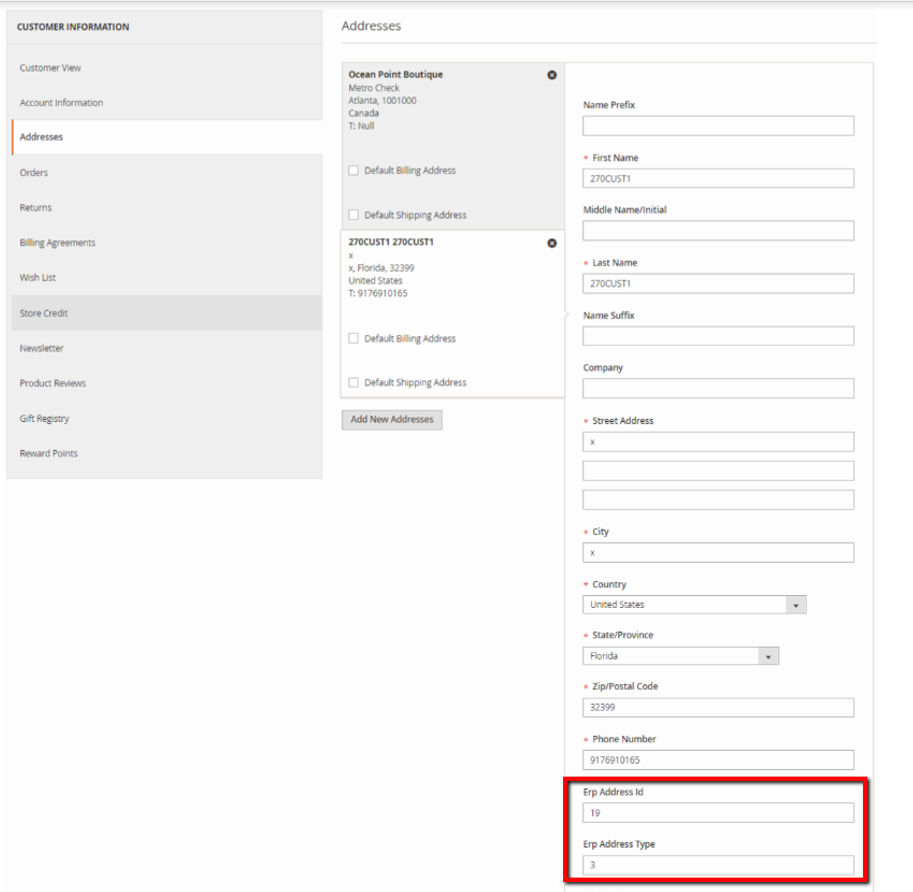 CUSTOMER INFORMATION
Customer View
Account Information
Addresses
Orders
Returns
Billing Agreements
Wish List
Store Credit
Newsletter
Product Reviews
Gift Registry
Reward Points
Addresses
Ocean Point Boutique
Metro Check
Atlanta, 1001000
Canada
T: Null
Default Billing Address
Default Shipping Address
270CUST1 270CUST1
x
x, Florida, 32399
United States
T: 9176910165
Default Billing Address
Default Shipping Address
Add New Addresses
Name Prefix
* First Name
270CUST1
Middle Name/Initial
* Last Name
270CUST1
Name Suffix
Company
* Street Address
x
* City
x
* Country
United States
* State/Province
Florida
* Zip/Postal Code
32399
* Phone Number
9176910165
Erp Address Id
19
Erp Address Type
3